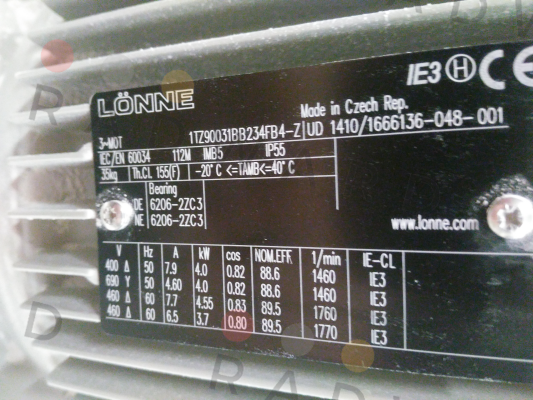 LÖNNE
IE3 H CE
Made in Czech Rep.
3~MOT 1TZ90031BB234FB4-Z UD 1410/1666136-048-001
IEC/EN 60034 112M IMB5 IP55
35kg Th.CL 155(F) -20°C <=TAMB<=40°C
Bearing
DE 6206-2ZC3
NE 6206-2ZC3
www.lonne.com
V Hz A kW cos NOM.EFF 1/min IE-CL
400 Δ 50 7.9 4.0 0.82 88.6 1460 IE3
690 Y 50 4.60 4.0 0.82 88.6 1460 IE3
460 Δ 60 7.7 4.55 0.83 89.5 1760 IE3
460 Δ 60 6.5 3.7 0.80 89.5 1770 IE3